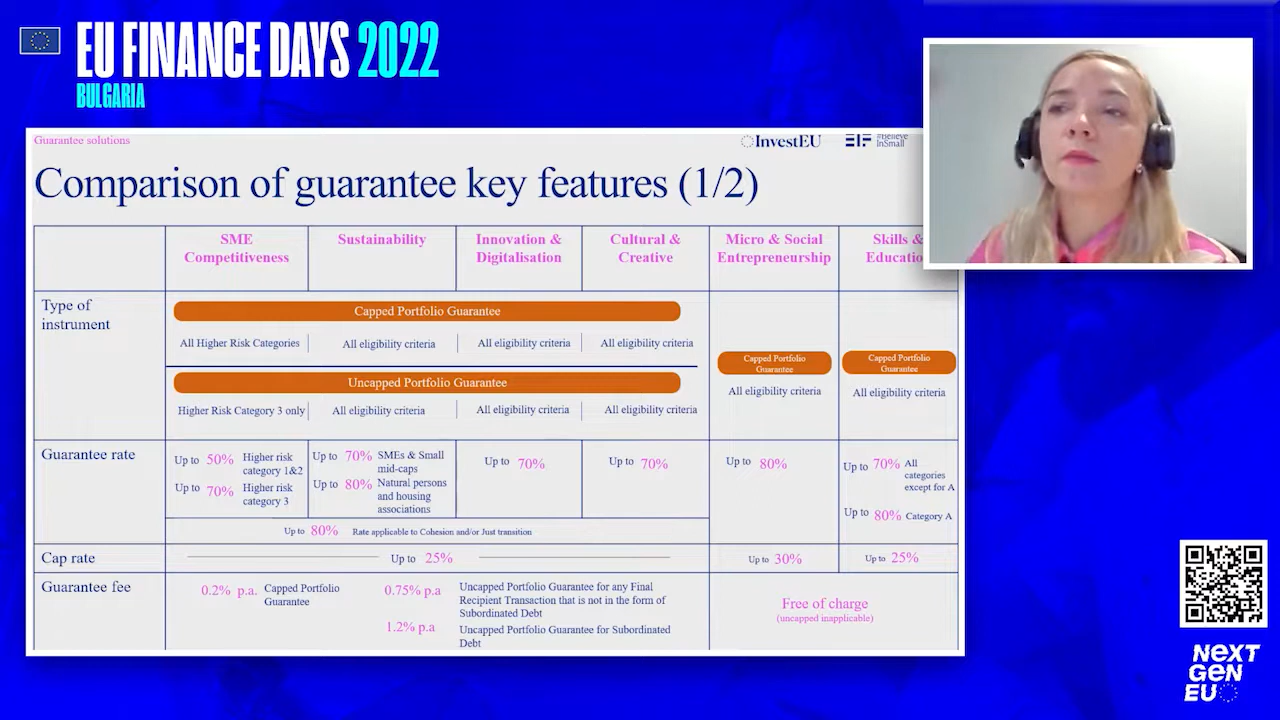 EU FINANCE DAYS 2022
BULGARIA
Guarantee solutions
InvestEU
EIF #Believe
InSmall
Comparison of guarantee key features (1/2)
SME
Competitiveness
Sustainability
Innovation &
Digitalisation
Cultural &
Creative
Micro & Social
Entrepreneurship
Skills &
Type of
instrument
Capped Portfolio Guarantee
All Higher Risk Categories
All eligibility criteria
All eligibility criteria
All eligibility criteria
Uncapped Portfolio Guarantee
Higher Risk Category 3 only
All eligibility criteria
All eligibility criteria
All eligibility criteria
Capped Portfolio
Guarantee
All eligibility criteria
Capped Portfolio
Guarantee
All eligibility criteria
Guarantee rate
Up to 50% Higher risk
category 1&2
Up to 70% Higher risk
category 3
Up to 70% SMEs & Small
mid-caps
Up to 80% Natural persons
and housing
associations
Up to 70%
Up to 70%
Up to 80%
Up to 70% All
categories
except for A
Up to 80% Category A
Up to 80% Rate applicable to Cohesion and/or Just transition
Cap rate
Up to 25%
Up to 30%
Up to 25%
Guarantee fee
0.2% p.a. Capped Portfolio
Guarantee
0.75% p.a Uncapped Portfolio Guarantee for any Final
Recipient Transaction that is not in the form of
Subordinated Debt
1.2% p.a Uncapped Portfolio Guarantee for Subordinated
Debt
Free of charge
(uncapped inapplicable)
NEXT
GEN
EU